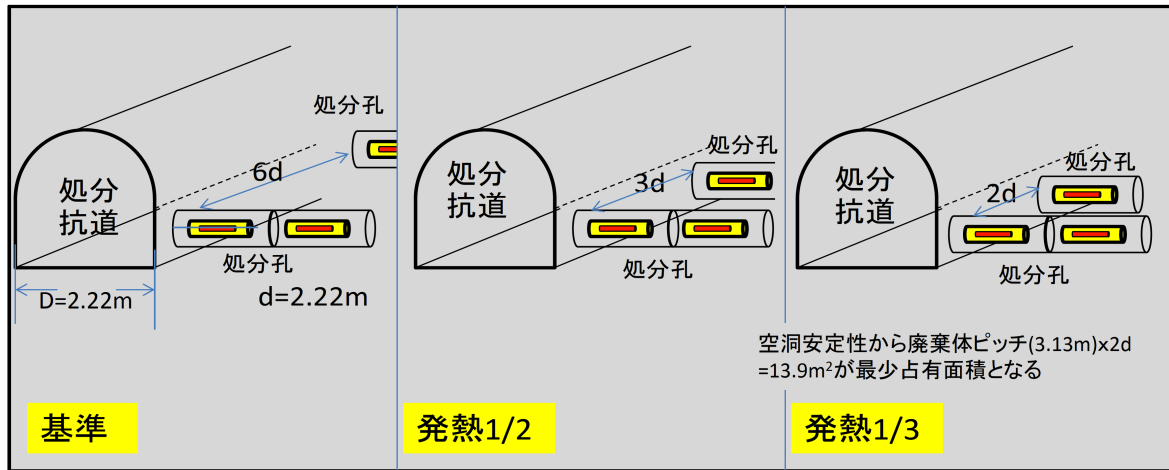 処分孔
6d
処分
抗道
処分孔
D=2.22m
d=2.22m
基準
処分孔
3d
処分
抗道
処分孔
発熱1/2
処分孔
2d
処分
抗道
処分孔
空洞安定性から廃棄体ピッチ(3.13m)x2d
=13.9m²が最少占有面積となる
発熱1/3